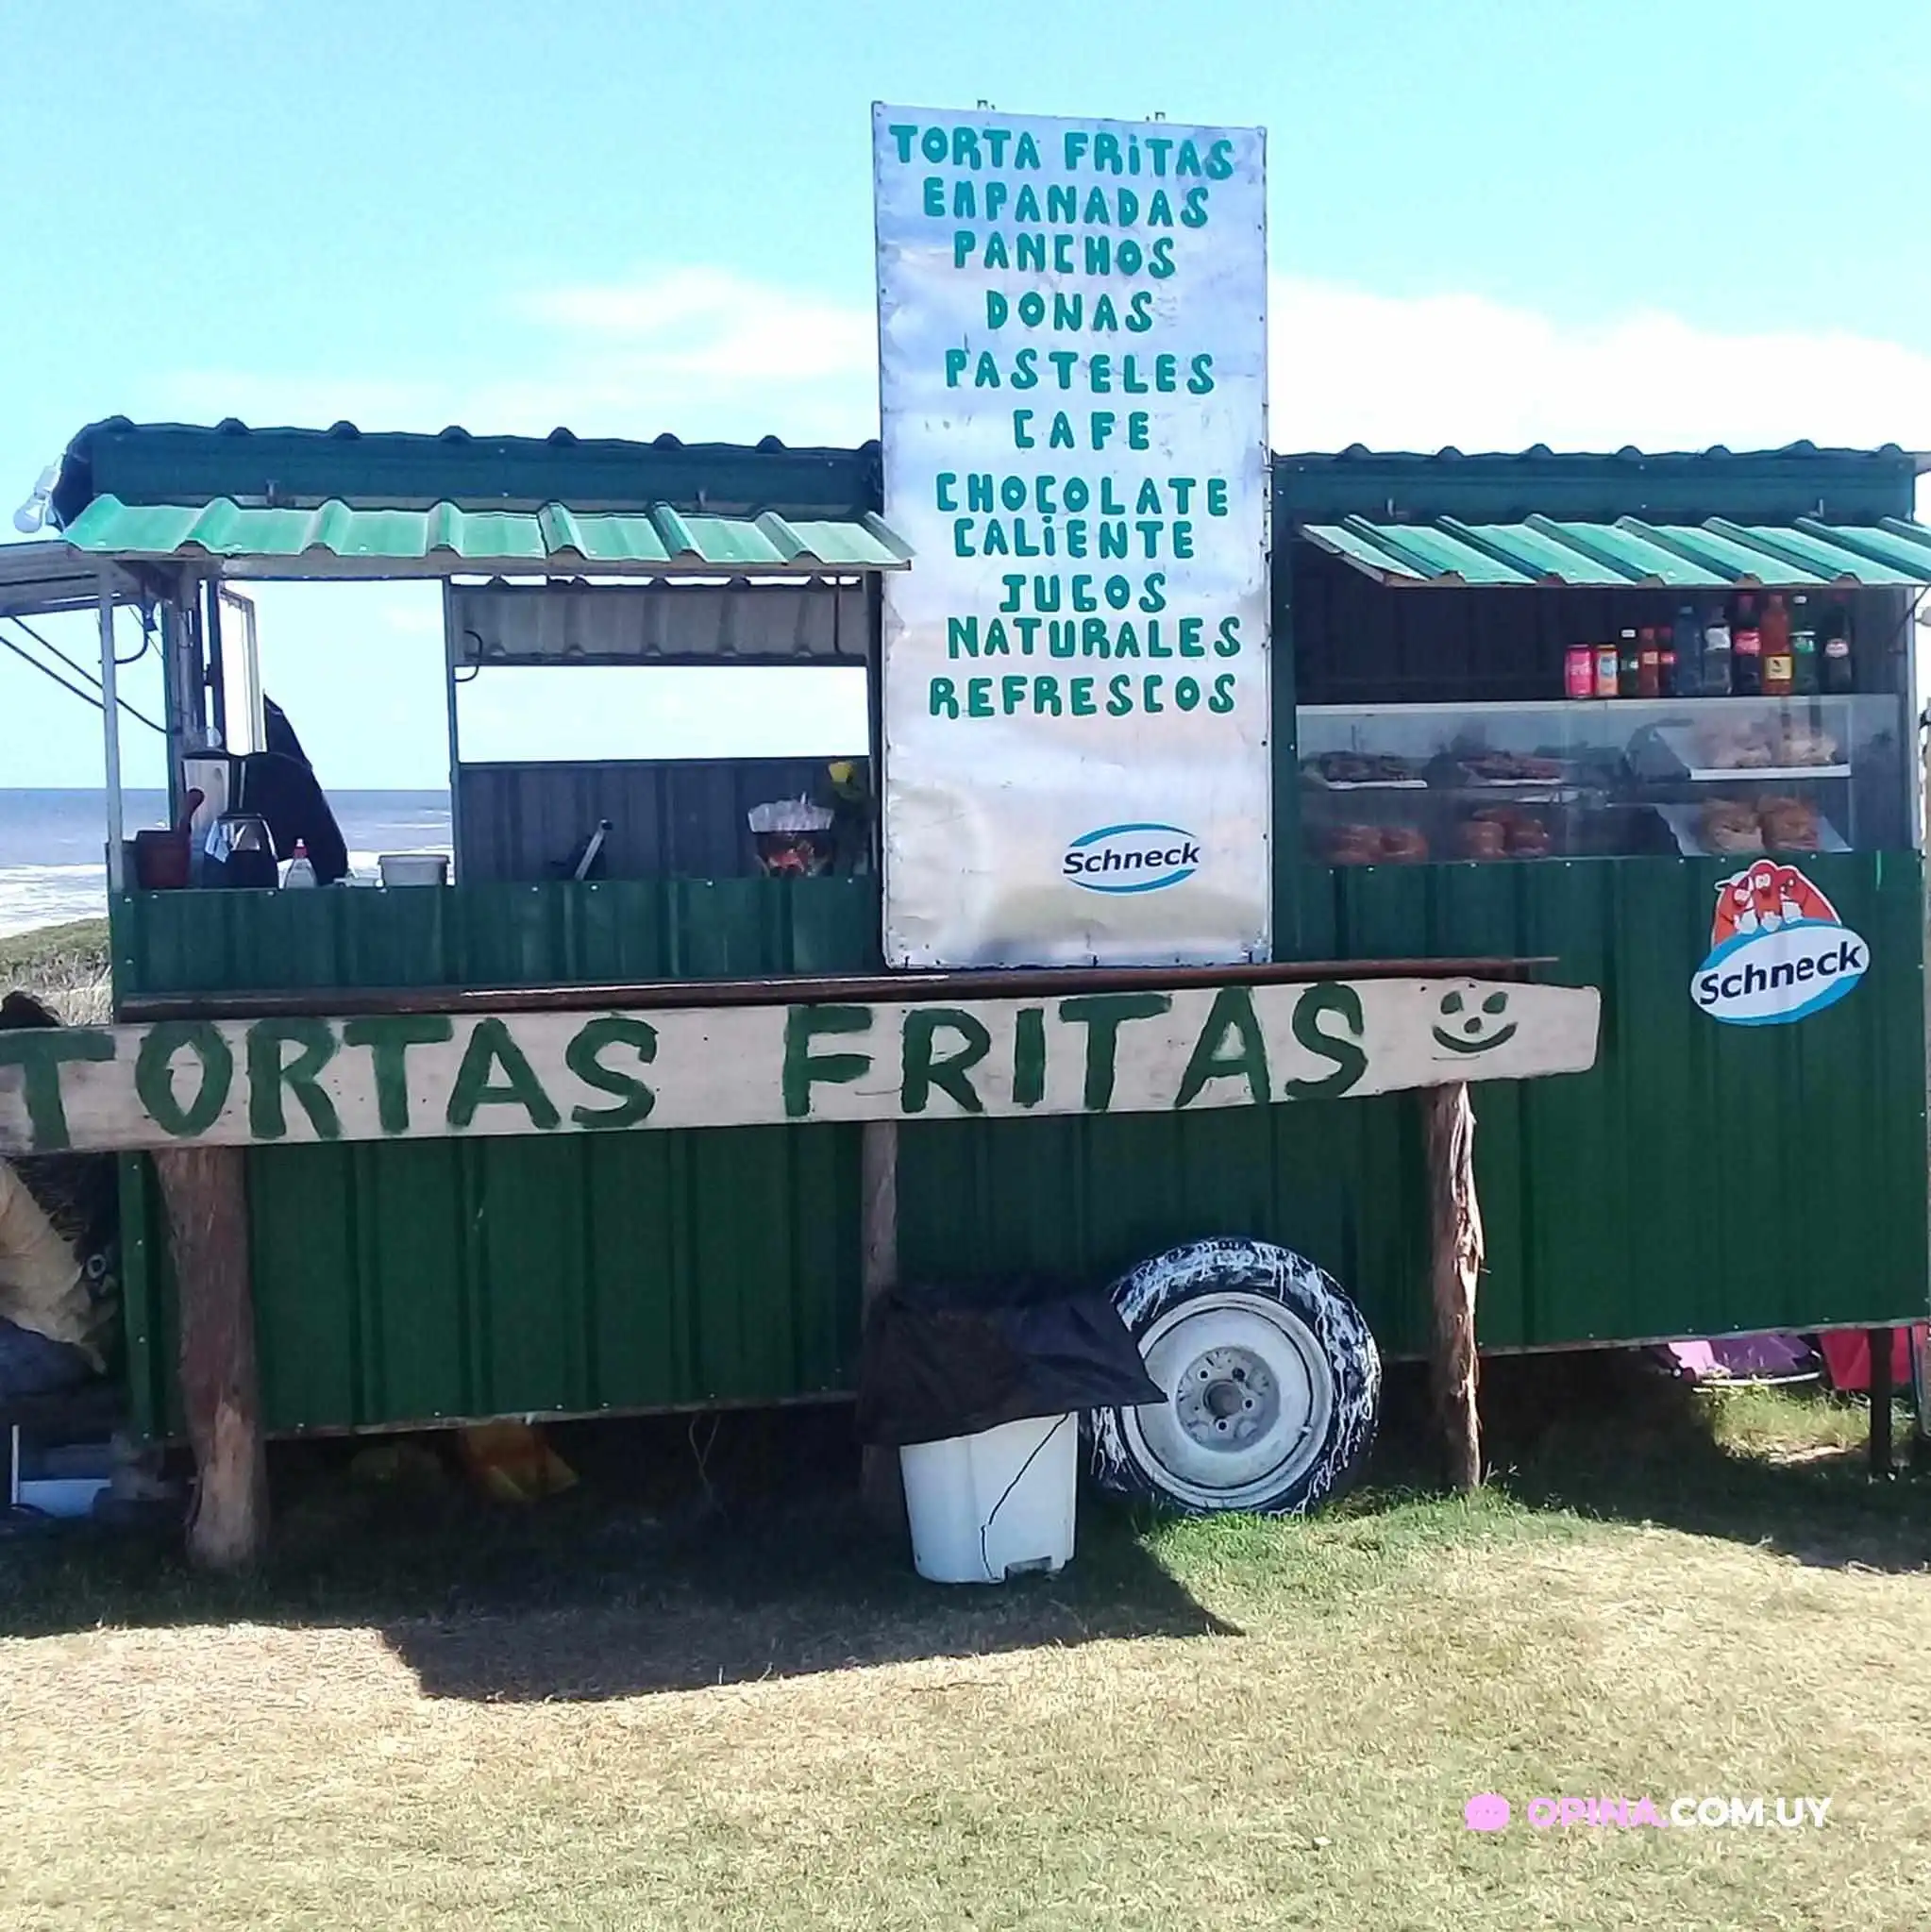 TORTA FRiTAS
EMPANADAS
PANCHOS
DONAS
PASTELES
CAFE
CHOCOLATE
CALiENTE
JUGOS
NATURALES
REFRESCOS
Schneck
Schneck
TORTAS FRITAS
OPINA.COM.UY